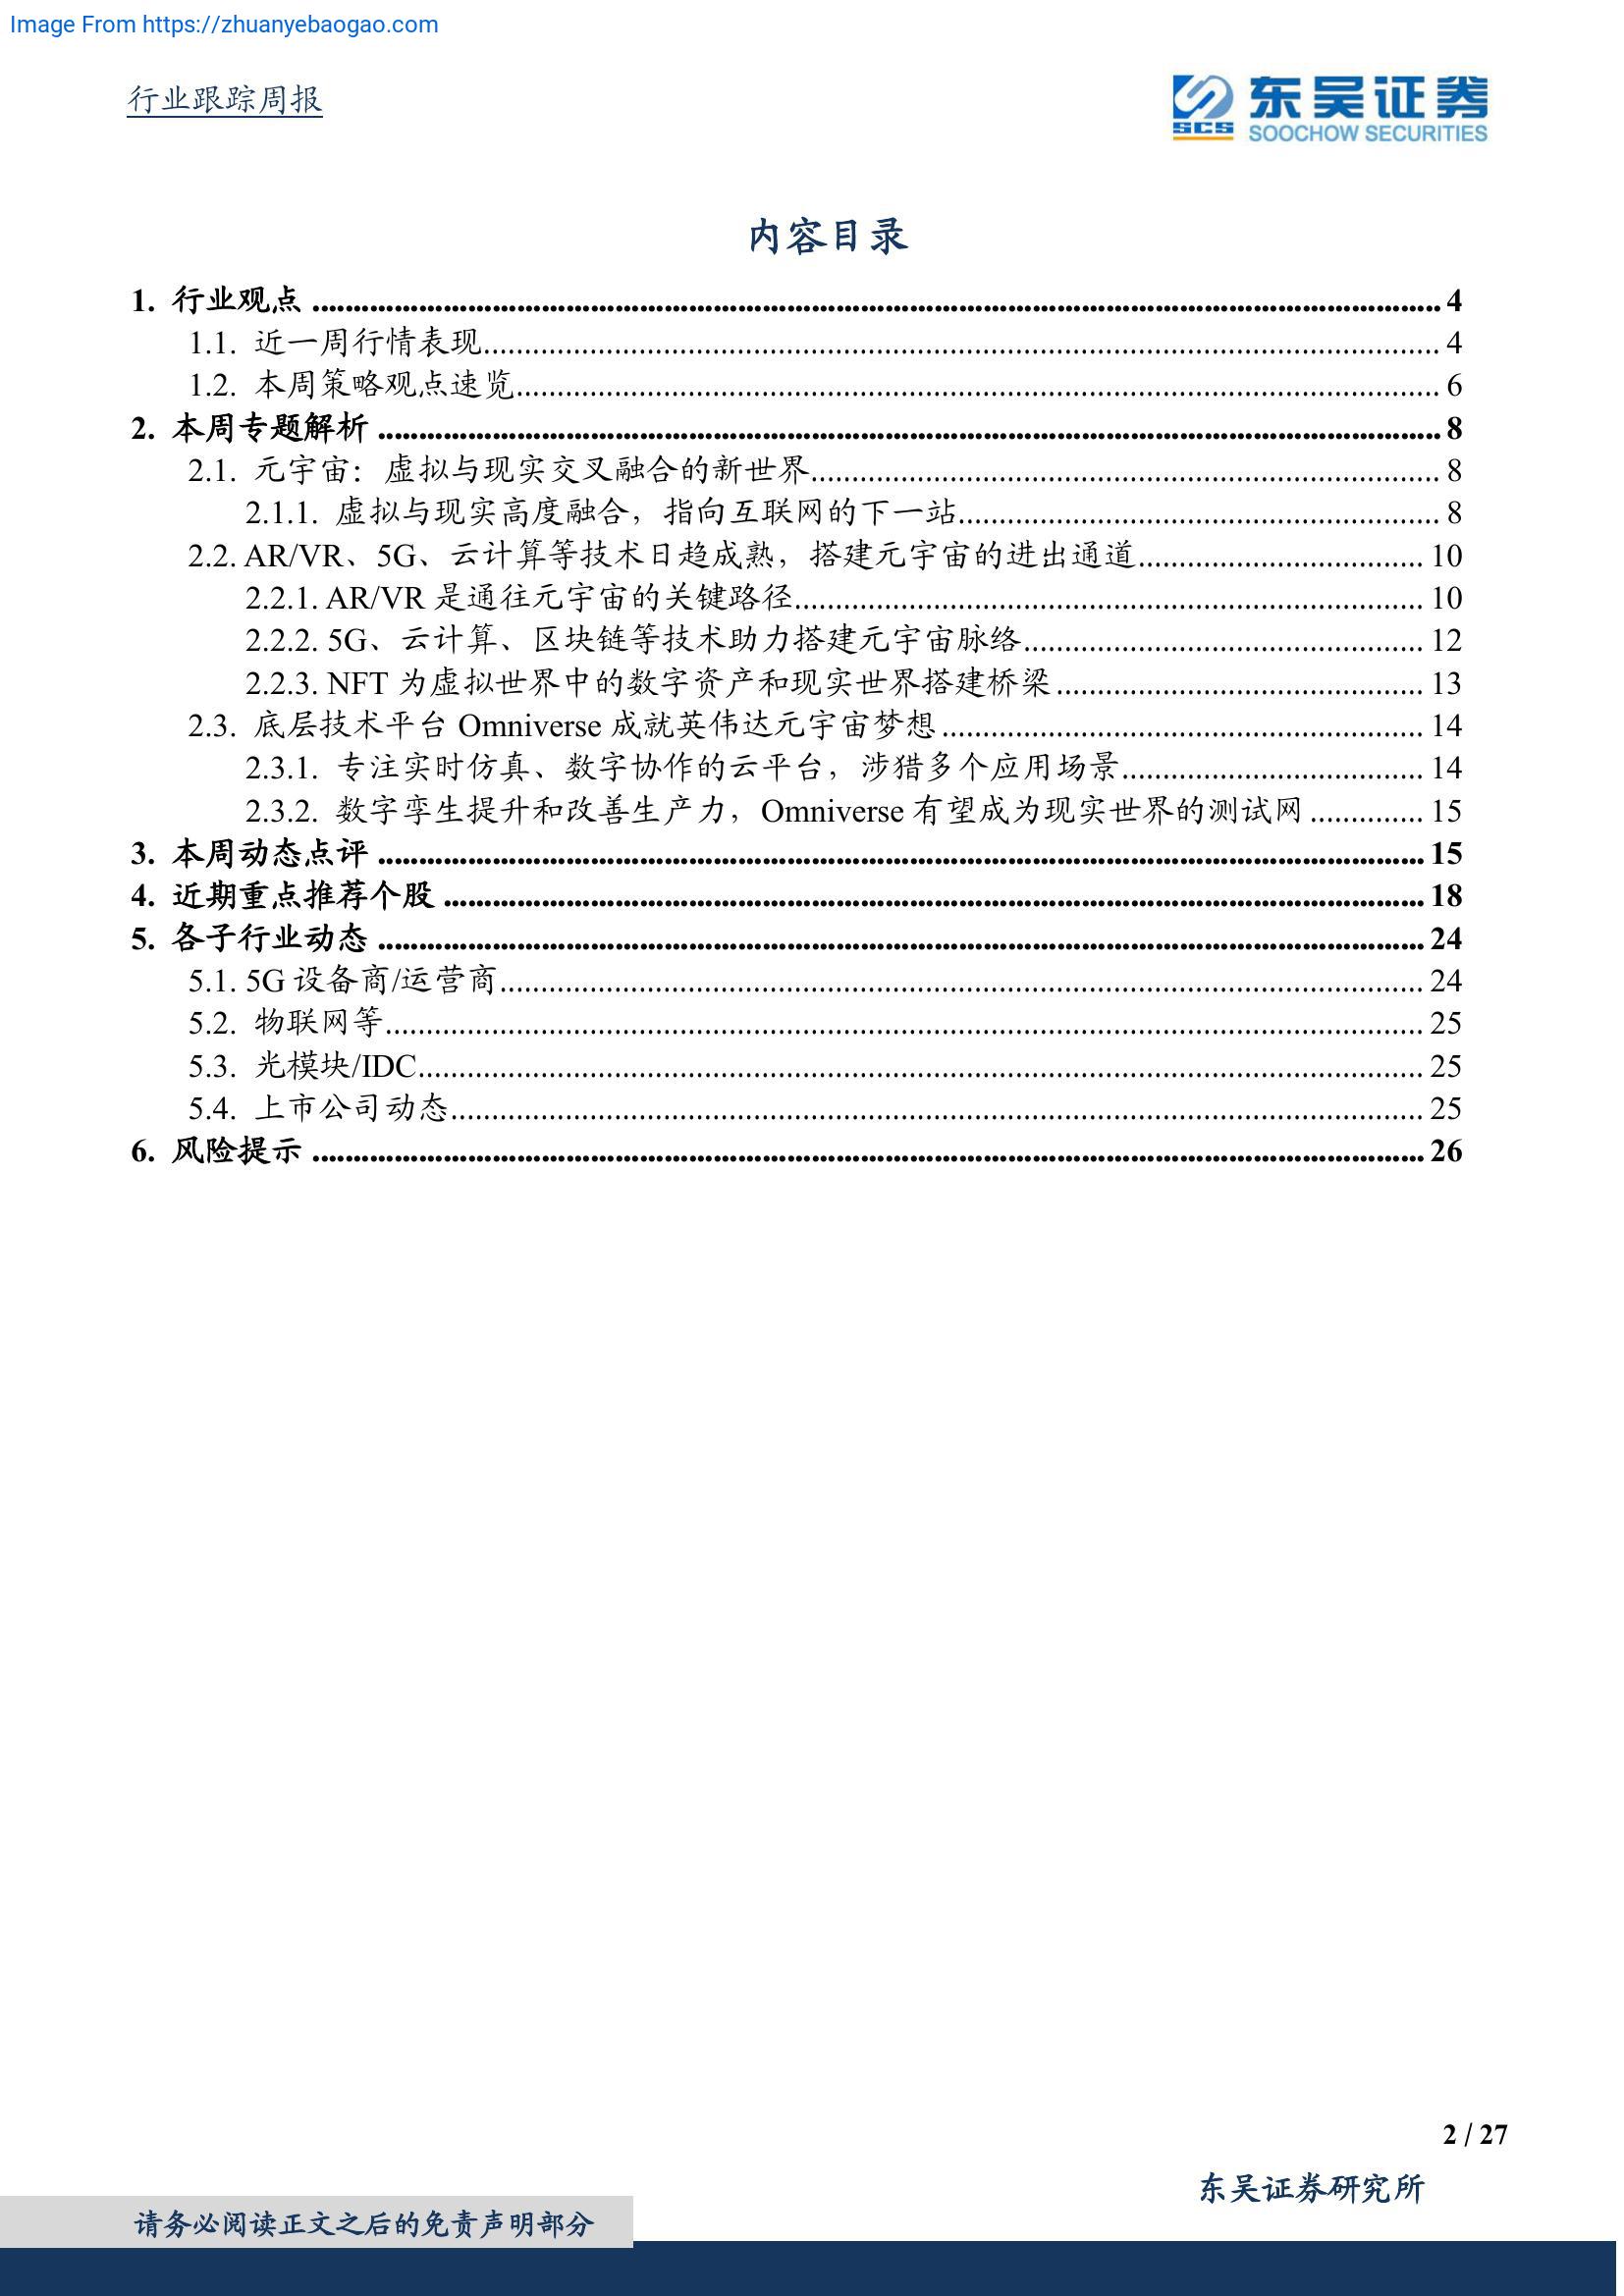 Image From https://zhuanyebaogao.com
行业跟踪周报
SCS 东吴证券
SOOCHOW SECURITIES
内容目录
1. 行业观点 ........ 4
1.1. 近一周行情表现 ........ 4
1.2. 本周策略观点速览 ........ 6
2. 本周专题解析 ........ 8
2.1. 元宇宙：虚拟与现实交叉融合的新世界 ........ 8
2.1.1. 虚拟与现实高度融合，指向互联网的下一站 ........ 8
2.2. AR/VR、5G、云计算等技术日趋成熟，搭建元宇宙的进出通道 ........ 10
2.2.1. AR/VR 是通往元宇宙的关键路径 ........ 10
2.2.2. 5G、云计算、区块链等技术助力搭建元宇宙脉络 ........ 12
2.2.3. NFT 为虚拟世界中的数字资产和现实世界搭建桥梁 ........ 13
2.3. 底层技术平台 Omniverse 成就英伟达元宇宙梦想 ........ 14
2.3.1. 专注实时仿真、数字协作的云平台，涉猎多个应用场景 ........ 14
2.3.2. 数字孪生提升和改善生产力，Omniverse 有望成为现实世界的测试网 ........ 15
3. 本周动态点评 ........ 15
4. 近期重点推荐个股 ........ 18
5. 各子行业动态 ........ 24
5.1. 5G 设备商/运营商 ........ 24
5.2. 物联网等 ........ 25
5.3. 光模块/IDC ........ 25
5.4. 上市公司动态 ........ 25
6. 风险提示 ........ 26
2 / 27
东吴证券研究所
请务必阅读正文之后的免责声明部分